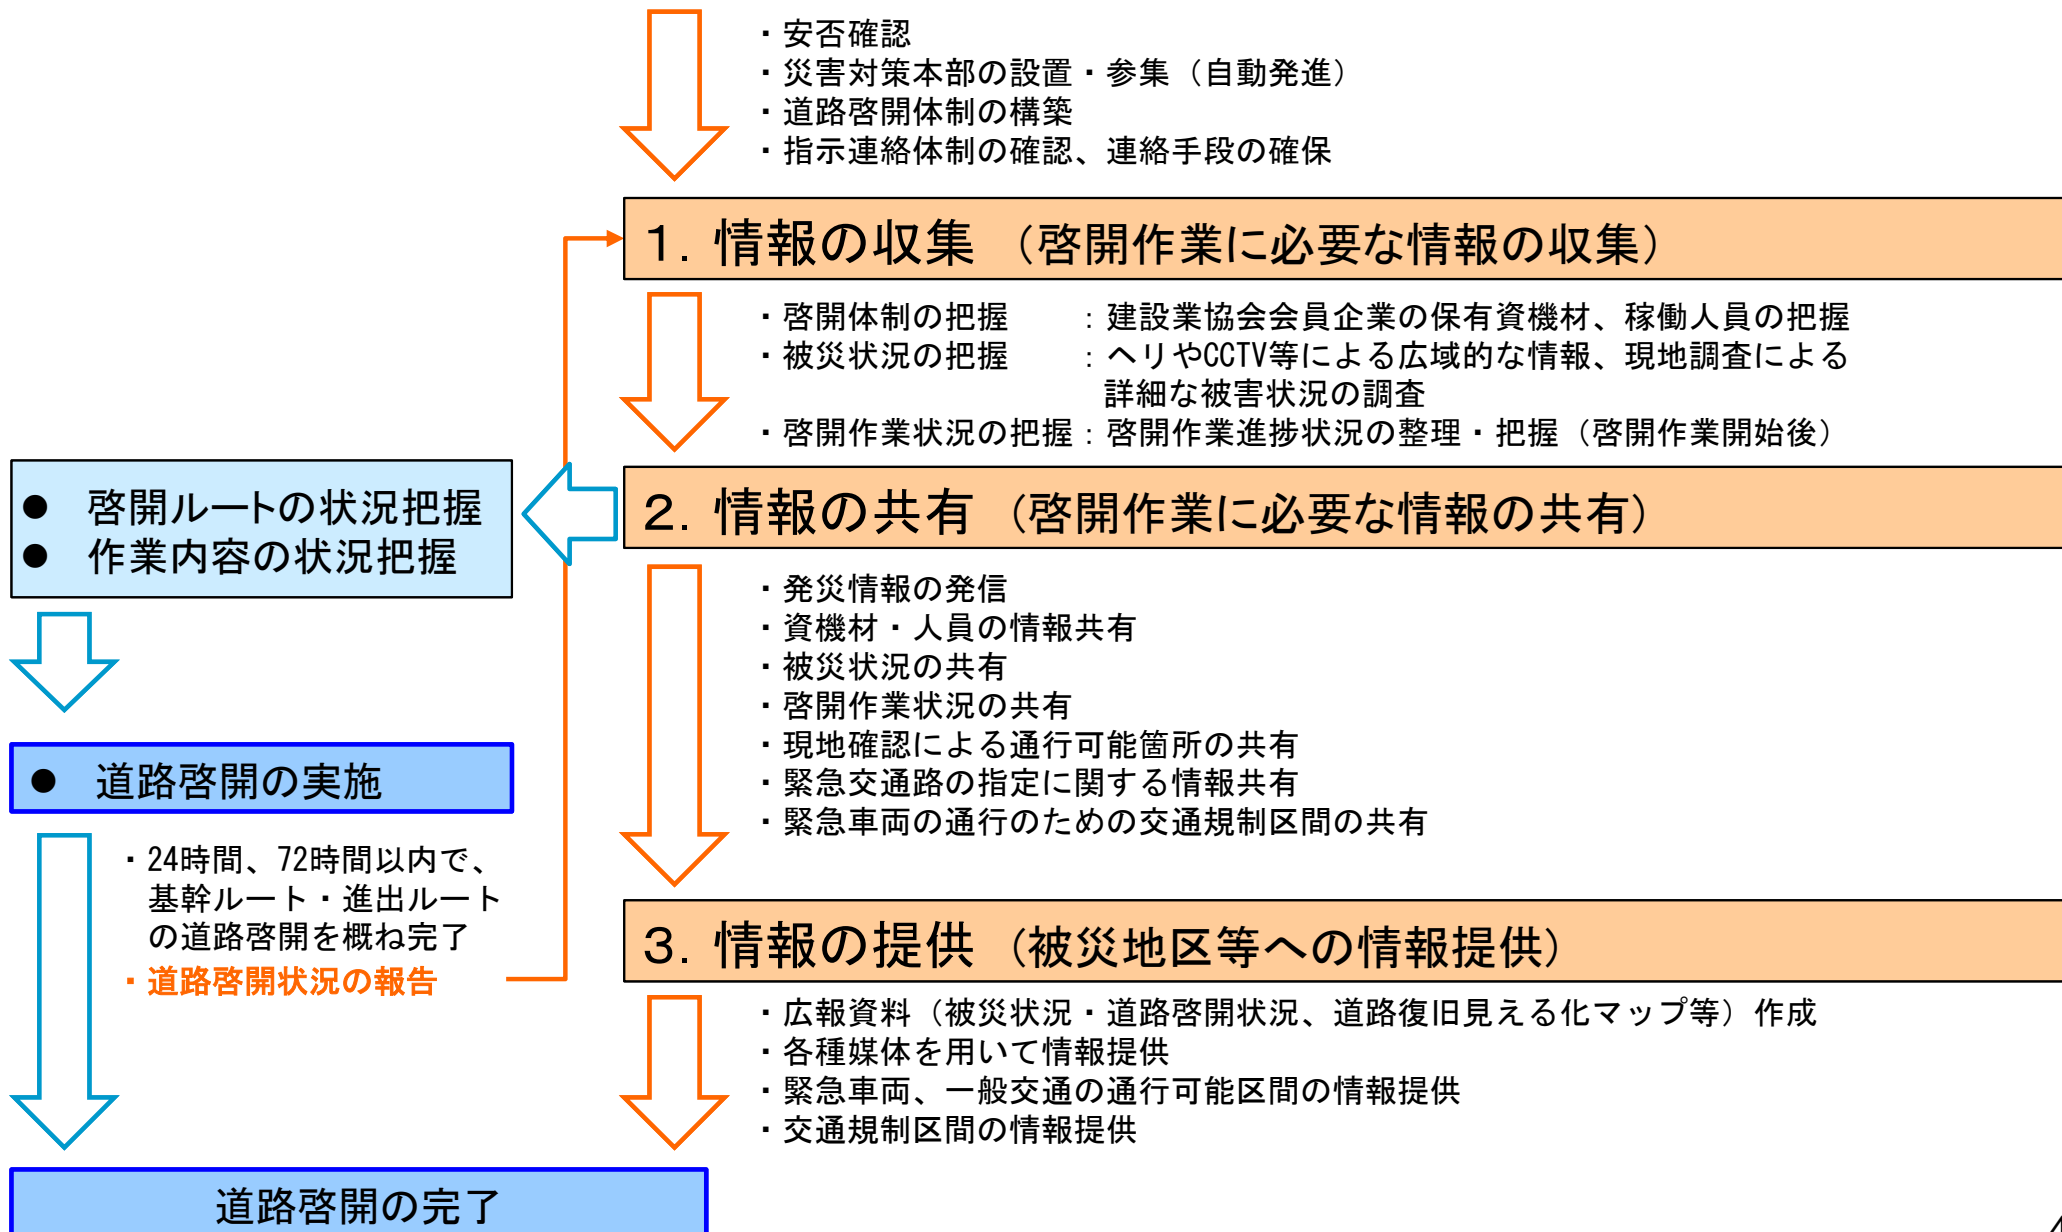 ・安否確認
・災害対策本部の設置・参集（自動発進）
・道路啓開体制の構築
・指示連絡体制の確認、連絡手段の確保
１．情報の収集 （啓開作業に必要な情報の収集）
・啓開体制の把握　　：建設業協会会員企業の保有資機材、稼働人員の把握
・被災状況の把握　　：ヘリやCCTV等による広域的な情報、現地調査による
詳細な被害状況の調査
・啓開作業状況の把握：啓開作業進捗状況の整理・把握（啓開作業開始後）
２．情報の共有 （啓開作業に必要な情報の共有）
● 啓開ルートの状況把握
● 作業内容の状況把握
・発災情報の発信
・資機材・人員の情報共有
・被災状況の共有
・啓開作業状況の共有
・現地確認による通行可能箇所の共有
・緊急交通路の指定に関する情報共有
・緊急車両の通行のための交通規制区間の共有
● 道路啓開の実施
・24時間、72時間以内で、
基幹ルート・進出ルート
の道路啓開を概ね完了
・道路啓開状況の報告
３．情報の提供 （被災地区等への情報提供）
・広報資料（被災状況・道路啓開状況、道路復旧見える化マップ等）作成
・各種媒体を用いて情報提供
・緊急車両、一般交通の通行可能区間の情報提供
・交通規制区間の情報提供
道路啓開の完了